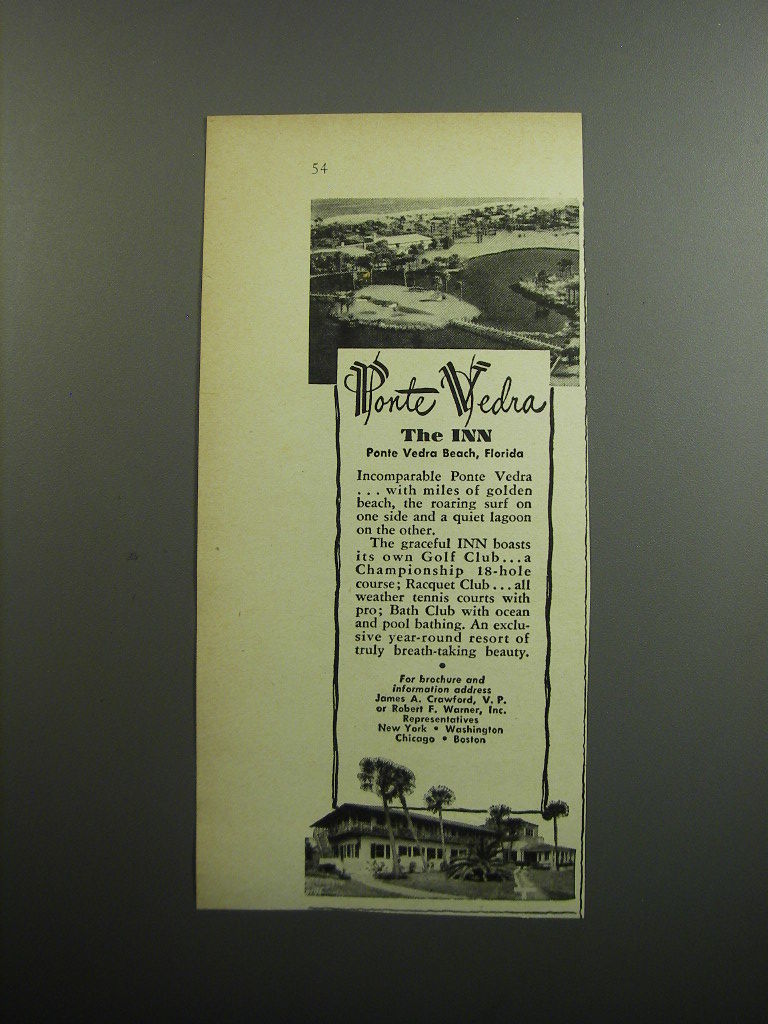 54
Ponte Vedra
The INN
Ponte Vedra Beach, Florida
Incomparable Ponte Vedra
. . . with miles of golden
beach, the roaring surf on
one side and a quiet lagoon
on the other.
The graceful INN boasts
its own Golf Club...a
Championship 18-hole
course; Racquet Club...all
weather tennis courts with
pro; Bath Club with ocean
and pool bathing. An exclu-
sive year-round resort of
truly breath-taking beauty.
•
For brochure and
information address
James A. Crawford, V. P.
or Robert F. Warner, Inc.
Representatives
New York • Washington
Chicago • Boston